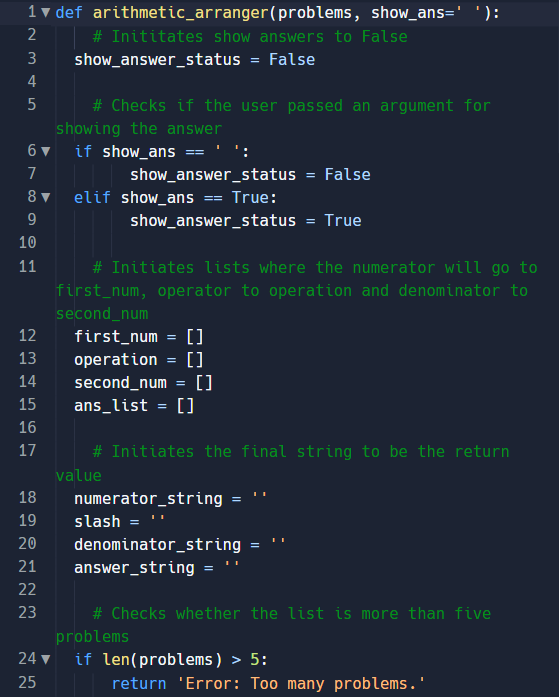 1 def arithmetic_arranger(problems, show_ans=' '):
2 # Inititates show answers to False
3 show_answer_status = False
4
5 # Checks if the user passed an argument for
showing the answer
6 if show_ans == ' ':
7 show_answer_status = False
8 elif show_ans == True:
9 show_answer_status = True
10
11 # Initiates lists where the numerator will go to
first_num, operator to operation and denominator to
second_num
12 first_num = []
13 operation = []
14 second_num = []
15 ans_list = []
16
17 # Initiates the final string to be the return
value
18 numerator_string = ''
19 slash = ''
20 denominator_string = ''
21 answer_string = ''
22
23 # Checks whether the list is more than five
problems
24 if len(problems) > 5:
25 return 'Error: Too many problems.'